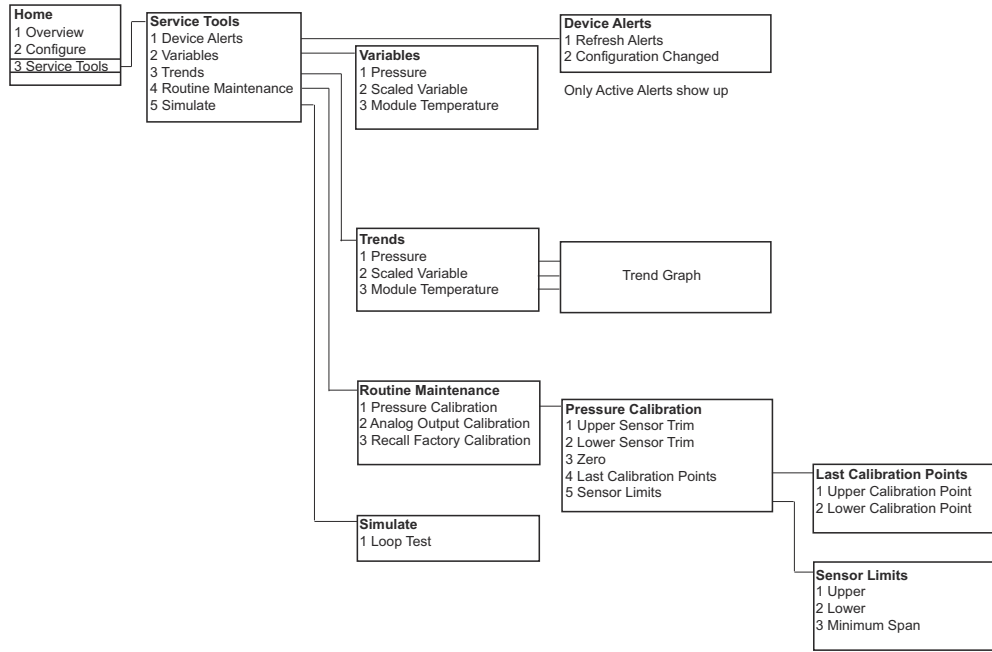 Home
1 Overview
2 Configure
3 Service Tools
Service Tools
1 Device Alerts
2 Variables
3 Trends
4 Routine Maintenance
5 Simulate
Device Alerts
1 Refresh Alerts
2 Configuration Changed
Only Active Alerts show up
Variables
1 Pressure
2 Scaled Variable
3 Module Temperature
Trends
1 Pressure
2 Scaled Variable
3 Module Temperature
Trend Graph
Routine Maintenance
1 Pressure Calibration
2 Analog Output Calibration
3 Recall Factory Calibration
Pressure Calibration
1 Upper Sensor Trim
2 Lower Sensor Trim
3 Zero
4 Last Calibration Points
5 Sensor Limits
Last Calibration Points
1 Upper Calibration Point
2 Lower Calibration Point
Simulate
1 Loop Test
Sensor Limits
1 Upper
2 Lower
3 Minimum Span